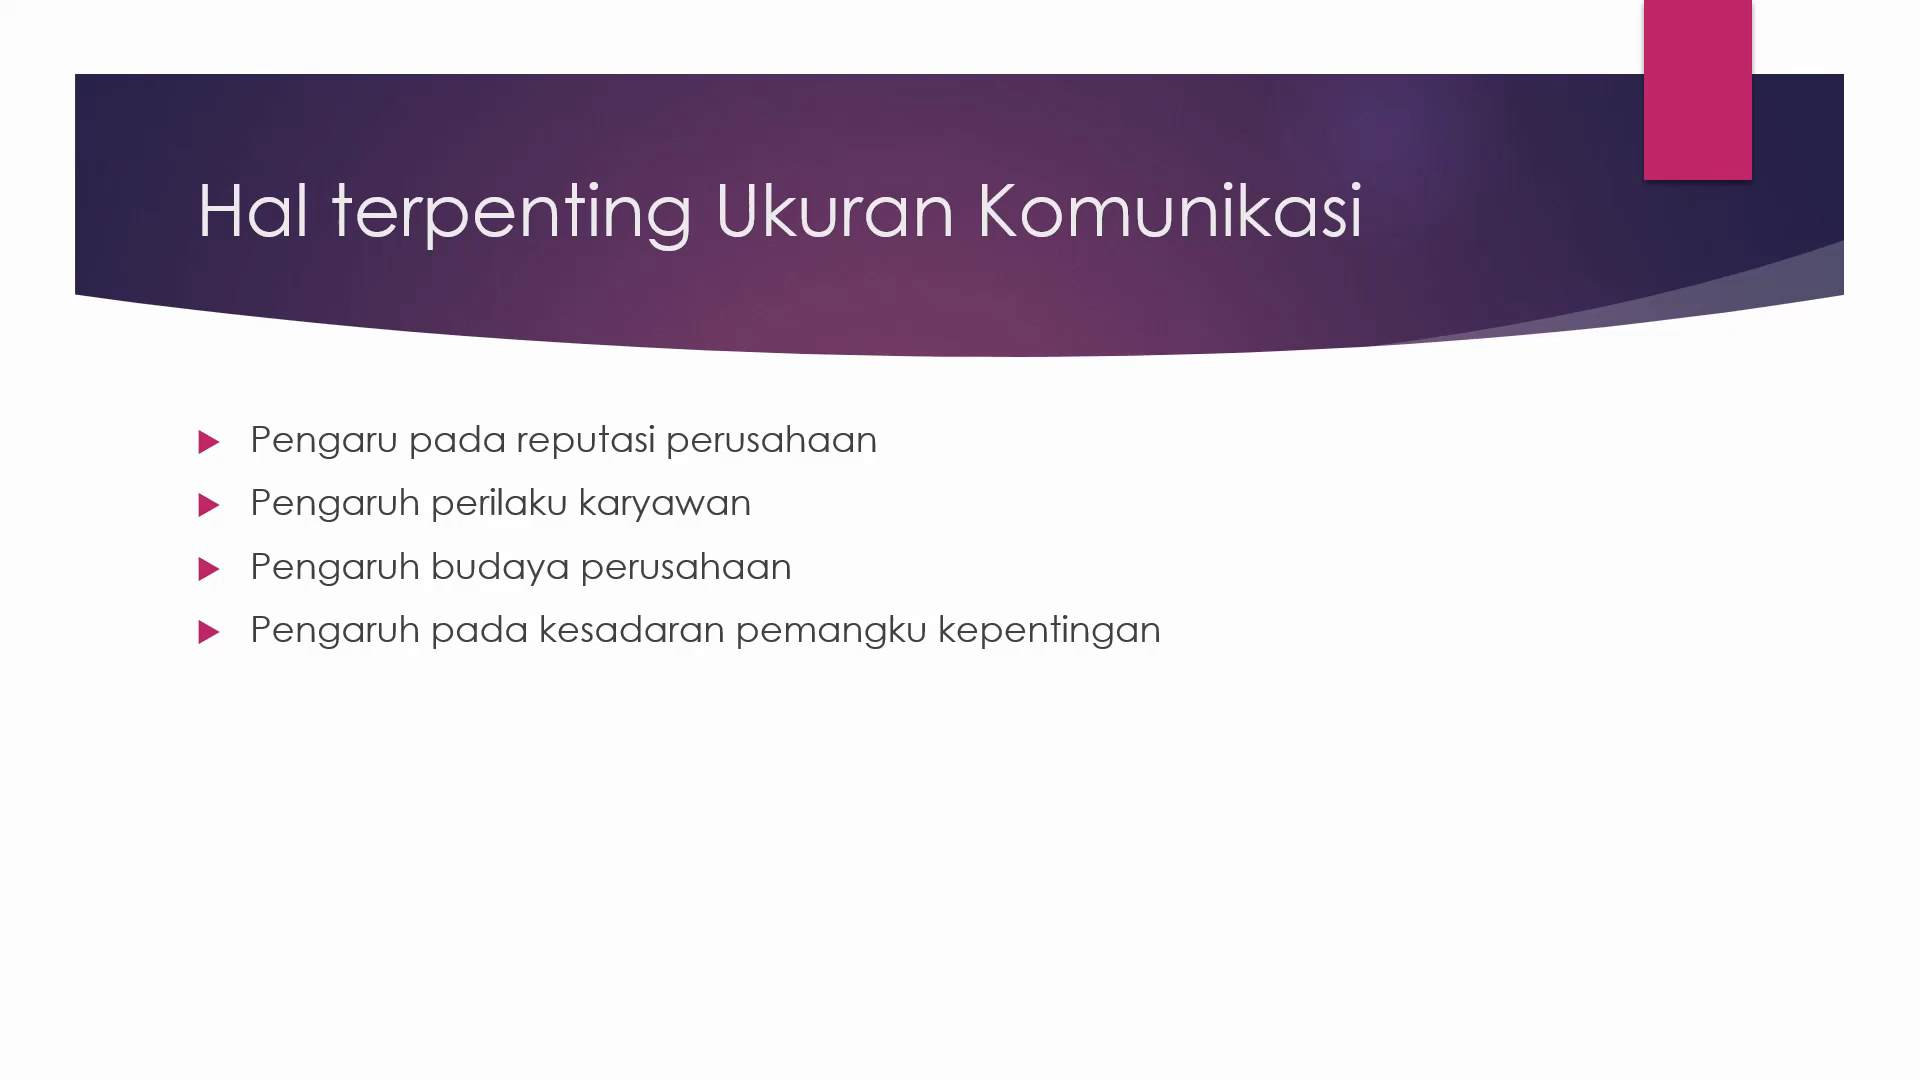 Hal terpenting Ukuran Komunikasi
Pengaru pada reputasi perusahaan
Pengaruh perilaku karyawan
Pengaruh budaya perusahaan
Pengaruh pada kesadaran pemangku kepentingan